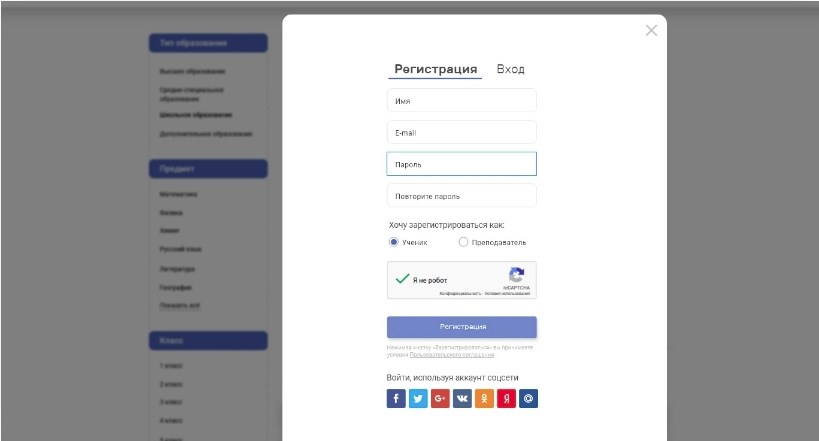 Тип образования
Высшее образование
Средне-специальное
образование
Школьное образование
Дополнительное образование
Предмет
Математика
Физика
Химия
Русский язык
Литература
География
Показать всё
Класс
1 класс
2 класс
3 класс
4 класс
Регистрация Вход
Имя
E-mail
Пароль
Повторите пароль
Хочу зарегистрироваться как:
Ученик Преподаватель
Я не робот
reCAPTCHA
Конфиденциальность - Условия использования
Регистрация
Нажимая кнопку «Зарегистрироваться» вы принимаете
условия Пользовательского соглашения
Войти, используя аккаунт соцсети